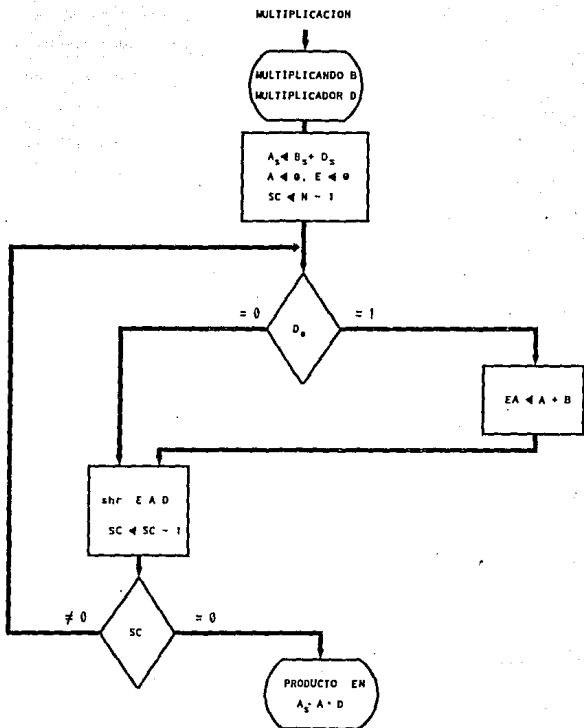 MULTIPLICACION
MULTIPLICANDO B
MULTIPLICADOR D
Aₛ ◄ Bₛ + Dₛ
A ◄ 0, E ◄ 0
SC ◄ N - 1
= 0
Dₒ
= 1
EA ◄ A + B
shr E A D
SC ◄ SC - 1
≠ 0
SC
= 0
PRODUCTO EN
Aₛ · A · D